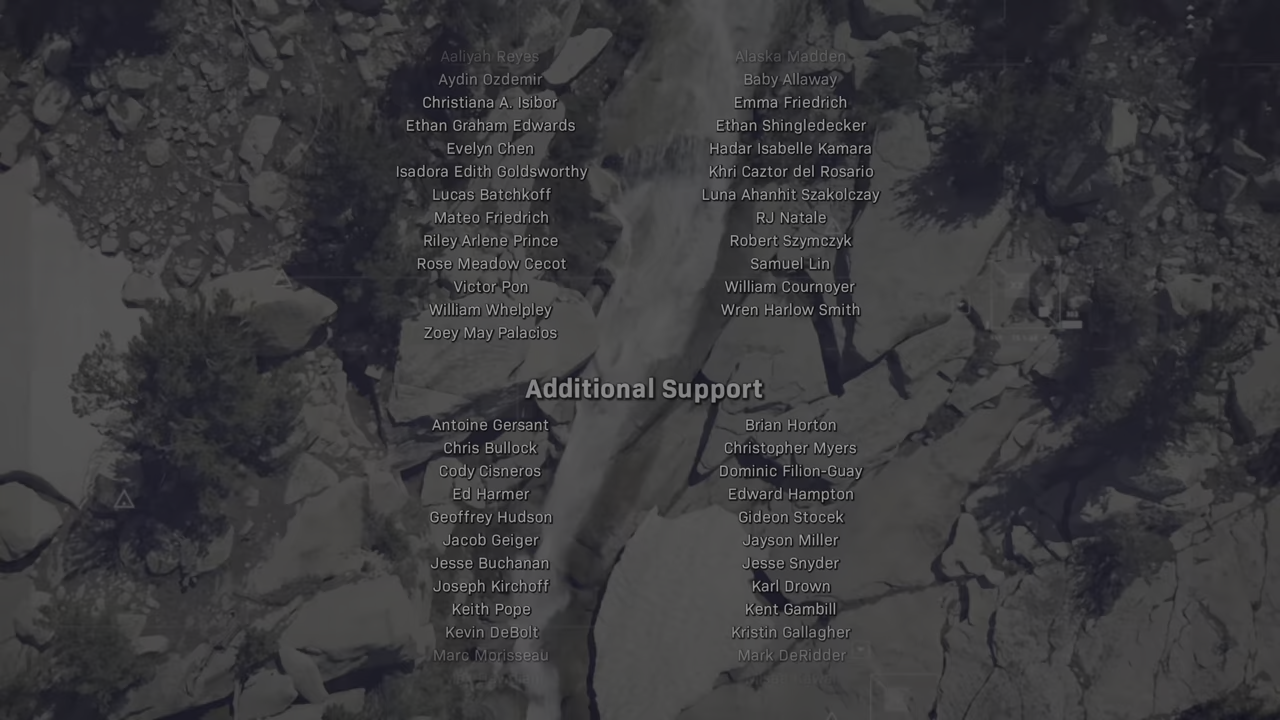 Aaliyah Reyes Alaska Madden
Aydin Ozdemir Baby Allaway
Christiana A. Isibor Emma Friedrich
Ethan Graham Edwards Ethan Shingledecker
Evelyn Chen Hadar Isabelle Kamara
Isadora Edith Goldsworthy Khri Caztor del Rosario
Lucas Batchkoff Luna Ahanhit Szakolczay
Mateo Friedrich RJ Natale
Riley Arlene Prince Robert Szymczyk
Rose Meadow Cecot Samuel Lin
Victor Pon William Cournoyer
William Whelpley Wren Harlow Smith
Zoey May Palacios
Additional Support
Antoine Gersant Brian Horton
Chris Bullock Christopher Myers
Cody Cisneros Dominic Filion-Guay
Ed Harmer Edward Hampton
Geoffrey Hudson Gideon Stocek
Jacob Geiger Jayson Miller
Jesse Buchanan Jesse Snyder
Joseph Kirchoff Karl Drown
Keith Pope Kent Gambill
Kevin DeBolt Kristin Gallagher
Marc Morisseau Mark DeRidder